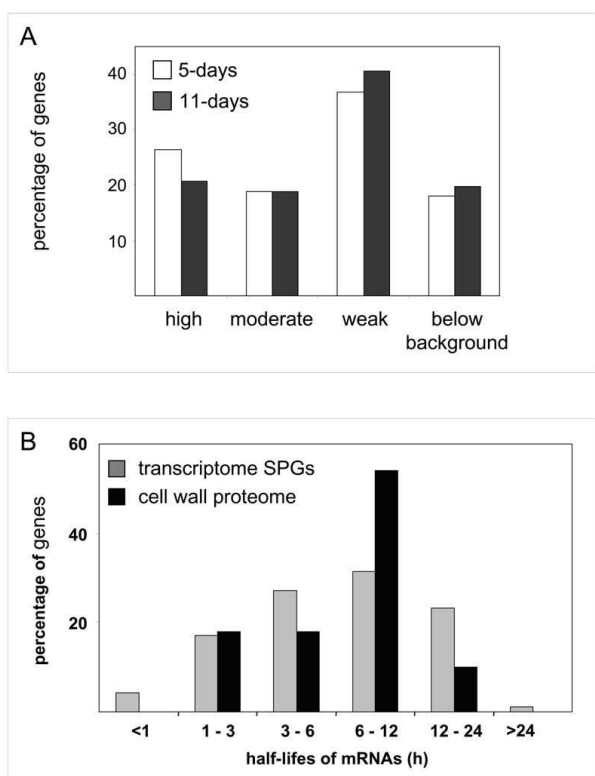 A
percentage of genes
40
30
20
10
5-days
11-days
high moderate weak below
background
B
percentage of genes
60
40
20
transcriptome SPGs
cell wall proteome
<1 1 - 3 3 - 6 6 - 12 12 - 24 >24
half-lifes of mRNAs (h)